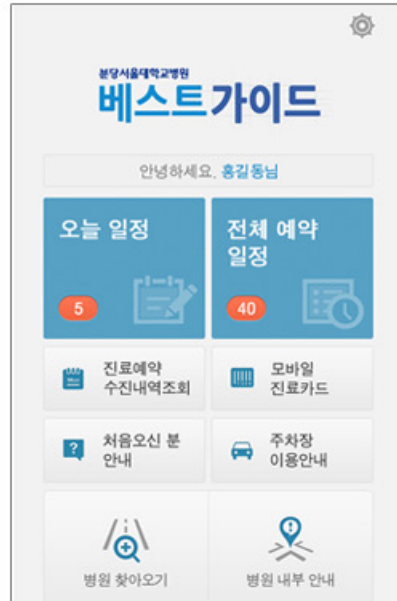 분당서울대학교병원
베스트가이드
안녕하세요, 홍길동님
오늘 일정
5
전체 예약
일정
40
진료예약
수진내역조회
모바일
진료카드
처음오신 분
안내
주차장
이용안내
병원 찾아오기
병원 내부 안내